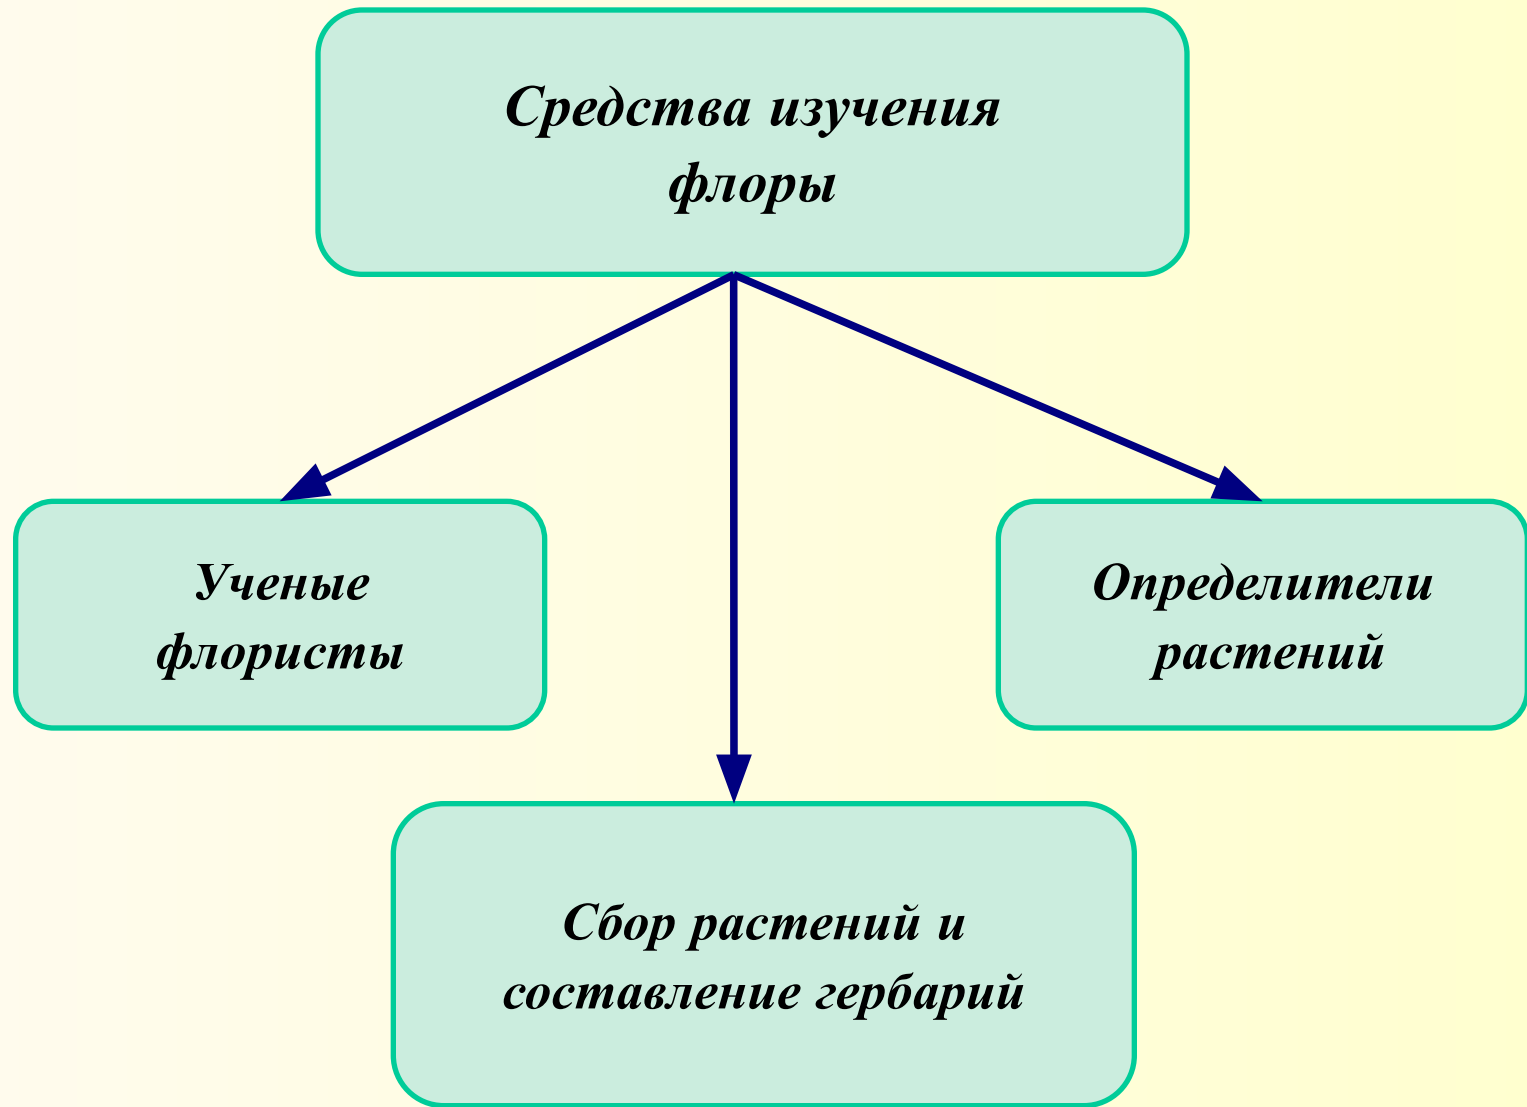 Средства изучения
флоры
Ученые
флористы
Определители
растений
Сбор растений и
составление гербарий